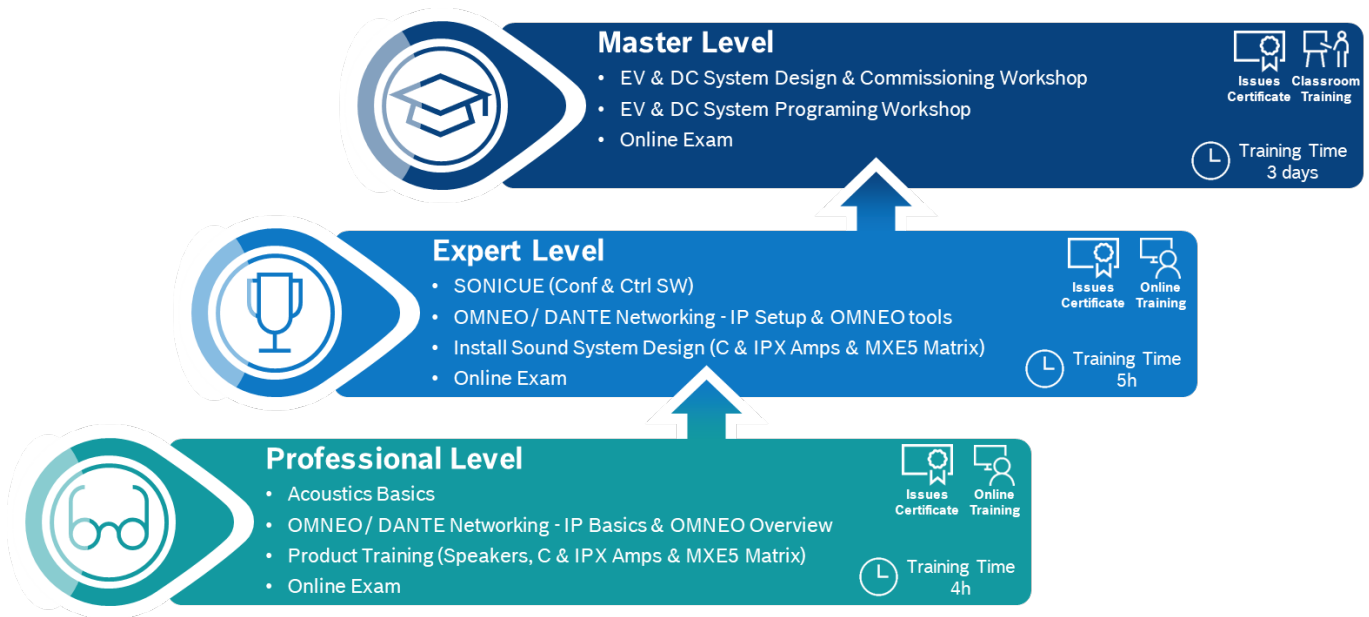 Master Level
• EV & DC System Design & Commissioning Workshop
• EV & DC System Programing Workshop
• Online Exam
Issues
Certificate
Classroom
Training
Training Time
3 days
Expert Level
• SONICUE (Conf & Ctrl SW)
• OMNEO / DANTE Networking - IP Setup & OMNEO tools
• Install Sound System Design (C & IPX Amps & MXE5 Matrix)
• Online Exam
Issues
Certificate
Online
Training
Training Time
5h
Professional Level
• Acoustics Basics
• OMNEO / DANTE Networking - IP Basics & OMNEO Overview
• Product Training (Speakers, C & IPX Amps & MXE5 Matrix)
• Online Exam
Issues
Certificate
Online
Training
Training Time
4h